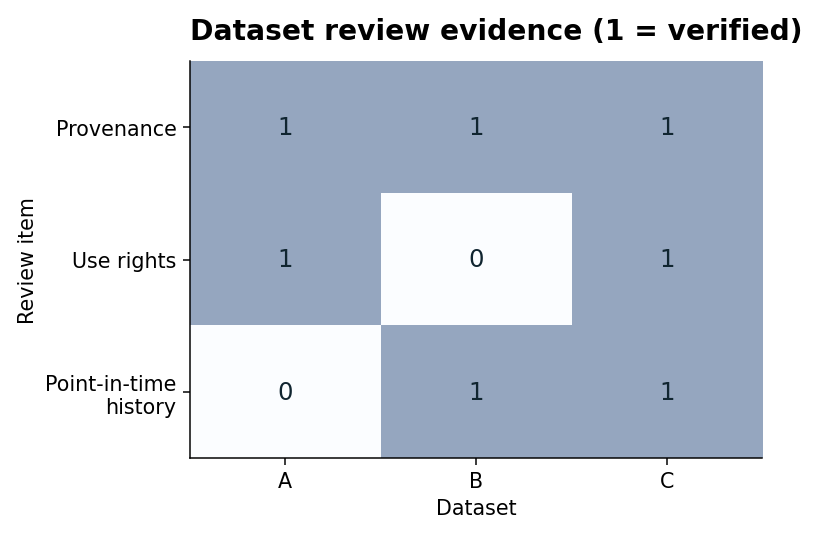 Dataset review evidence (1 = verified)
Review item
Provenance 1 1 1
Use rights 1 0 1
Point-in-time
history
0 1 1
A B C
Dataset